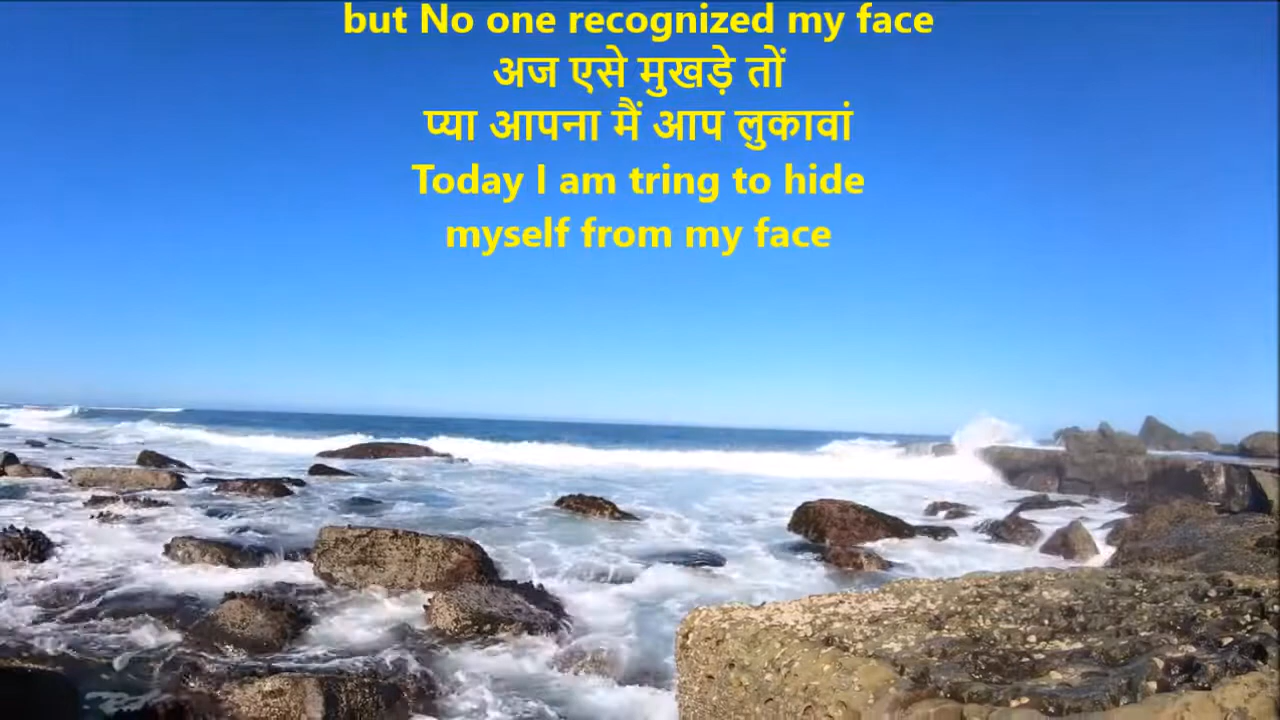 but No one recognized my face
अज एसे मुखड़े तों
प्या आपना मैं आप लुकावां
Today I am tring to hide
myself from my face